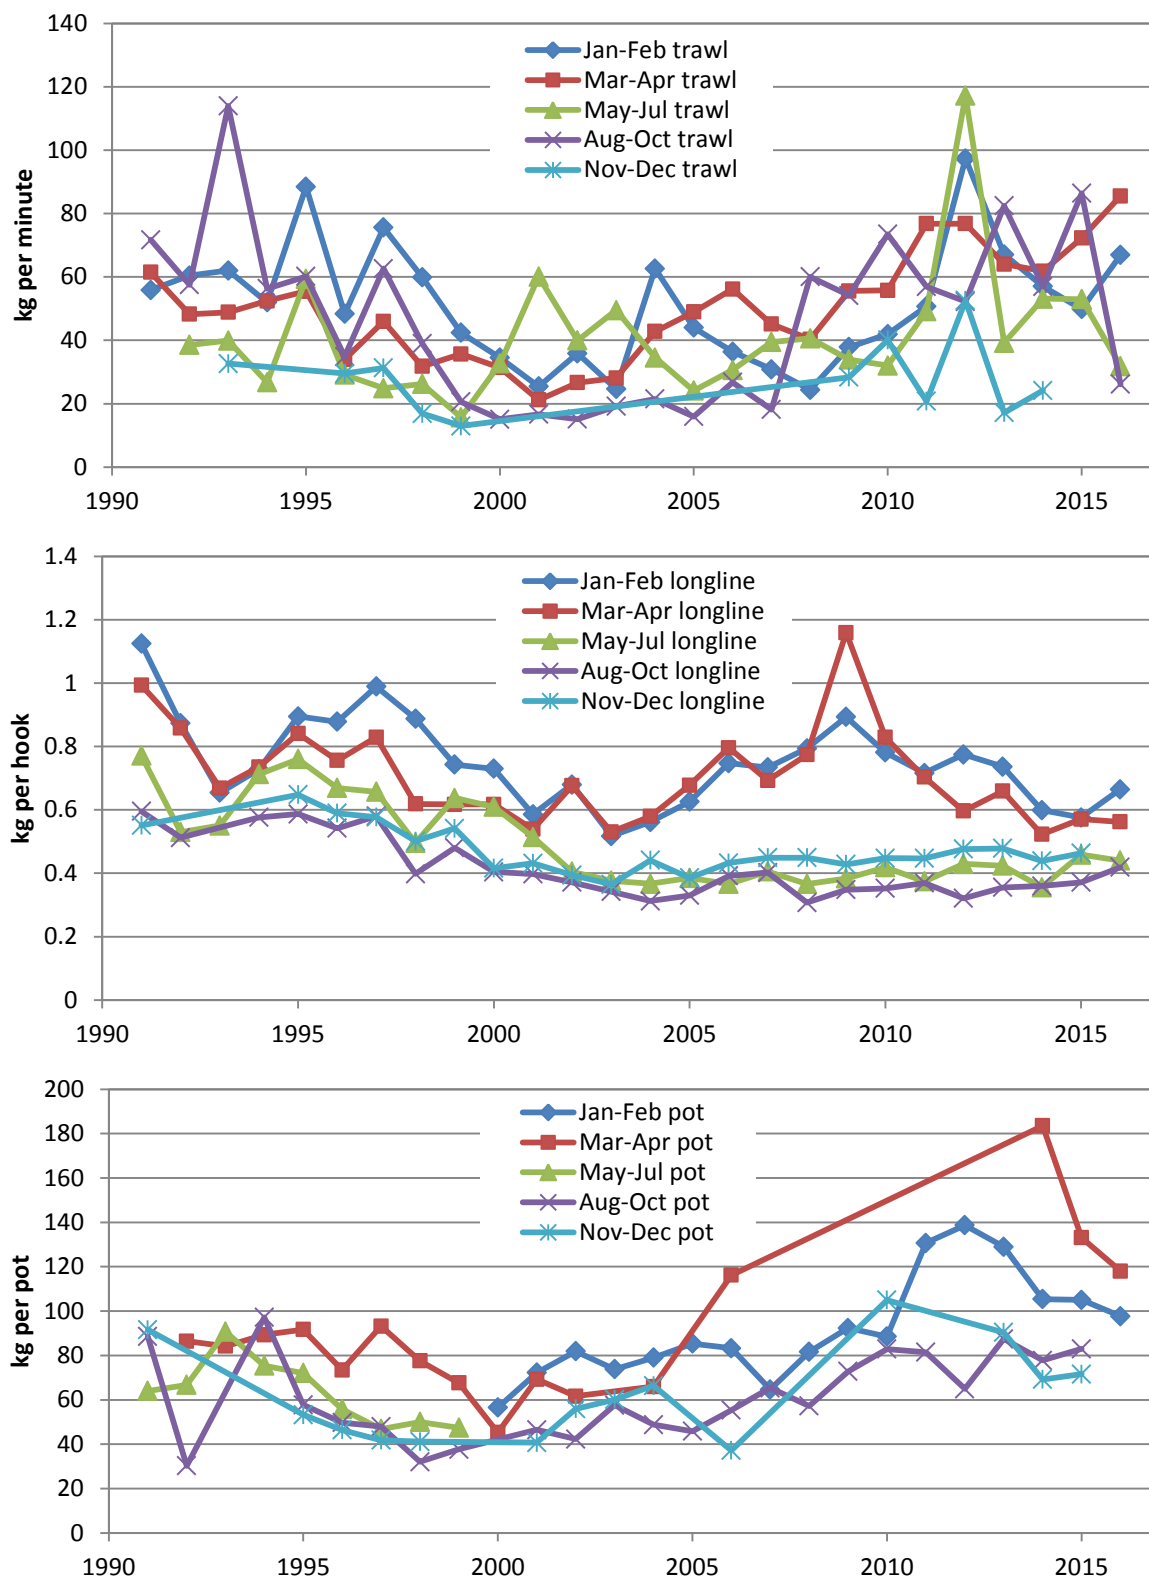 140
120
100
80
60
40
20
0
kg per minute
Jan-Feb trawl
Mar-Apr trawl
May-Jul trawl
Aug-Oct trawl
Nov-Dec trawl
1990 1995 2000 2005 2010 2015
1.4
1.2
1
0.8
0.6
0.4
0.2
0
kg per hook
Jan-Feb longline
Mar-Apr longline
May-Jul longline
Aug-Oct longline
Nov-Dec longline
1990 1995 2000 2005 2010 2015
200
180
160
140
120
100
80
60
40
20
0
kg per pot
Jan-Feb pot
Mar-Apr pot
May-Jul pot
Aug-Oct pot
Nov-Dec pot
1990 1995 2000 2005 2010 2015